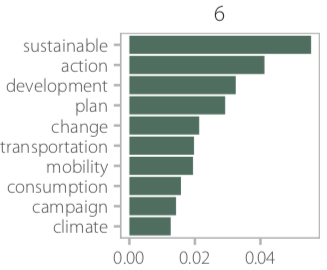 6
sustainable
action
development
plan
change
transportation
mobility
consumption
campaign
climate
0.00 0.02 0.04